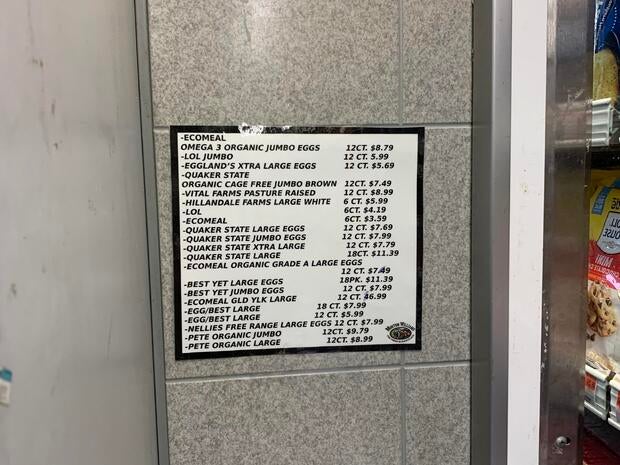 -ECOMEAL
OMEGA 3 ORGANIC JUMBO EGGS 12CT. $8.79
-LOL JUMBO 12 CT. 5.99
-EGGLAND'S XTRA LARGE EGGS 12 CT. $5.69
-QUAKER STATE
ORGANIC CAGE FREE JUMBO BROWN 12CT. $7.49
-VITAL FARMS PASTURE RAISED 12 CT. $8.99
-HILLANDALE FARMS LARGE WHITE 6 CT. $5.99
-LOL 6CT. $4.19
-ECOMEAL 6CT. $3.59
-QUAKER STATE LARGE EGGS 12 CT. $7.69
-QUAKER STATE JUMBO EGGS 12 CT. $7.99
-QUAKER STATE XTRA LARGE 12 CT. $7.79
-QUAKER STATE LARGE 18CT. $11.39
-ECOMEAL ORGANIC GRADE A LARGE EGGS
12 CT. $7.49
-BEST YET LARGE EGGS 18PK. $11.39
-BEST YET JUMBO EGGS 12 CT. $7.99
-ECOMEAL GLD YLK LARGE 12 CT. $6.99
-EGG/BEST LARGE 18 CT. $7.99
-EGG/BEST LARGE 12 CT. $5.99
-NELLIES FREE RANGE LARGE EGGS 12 CT. $7.99
-PETE ORGANIC JUMBO 12CT. $9.79
-PETE ORGANIC LARGE 12CT. $8.99
MINI